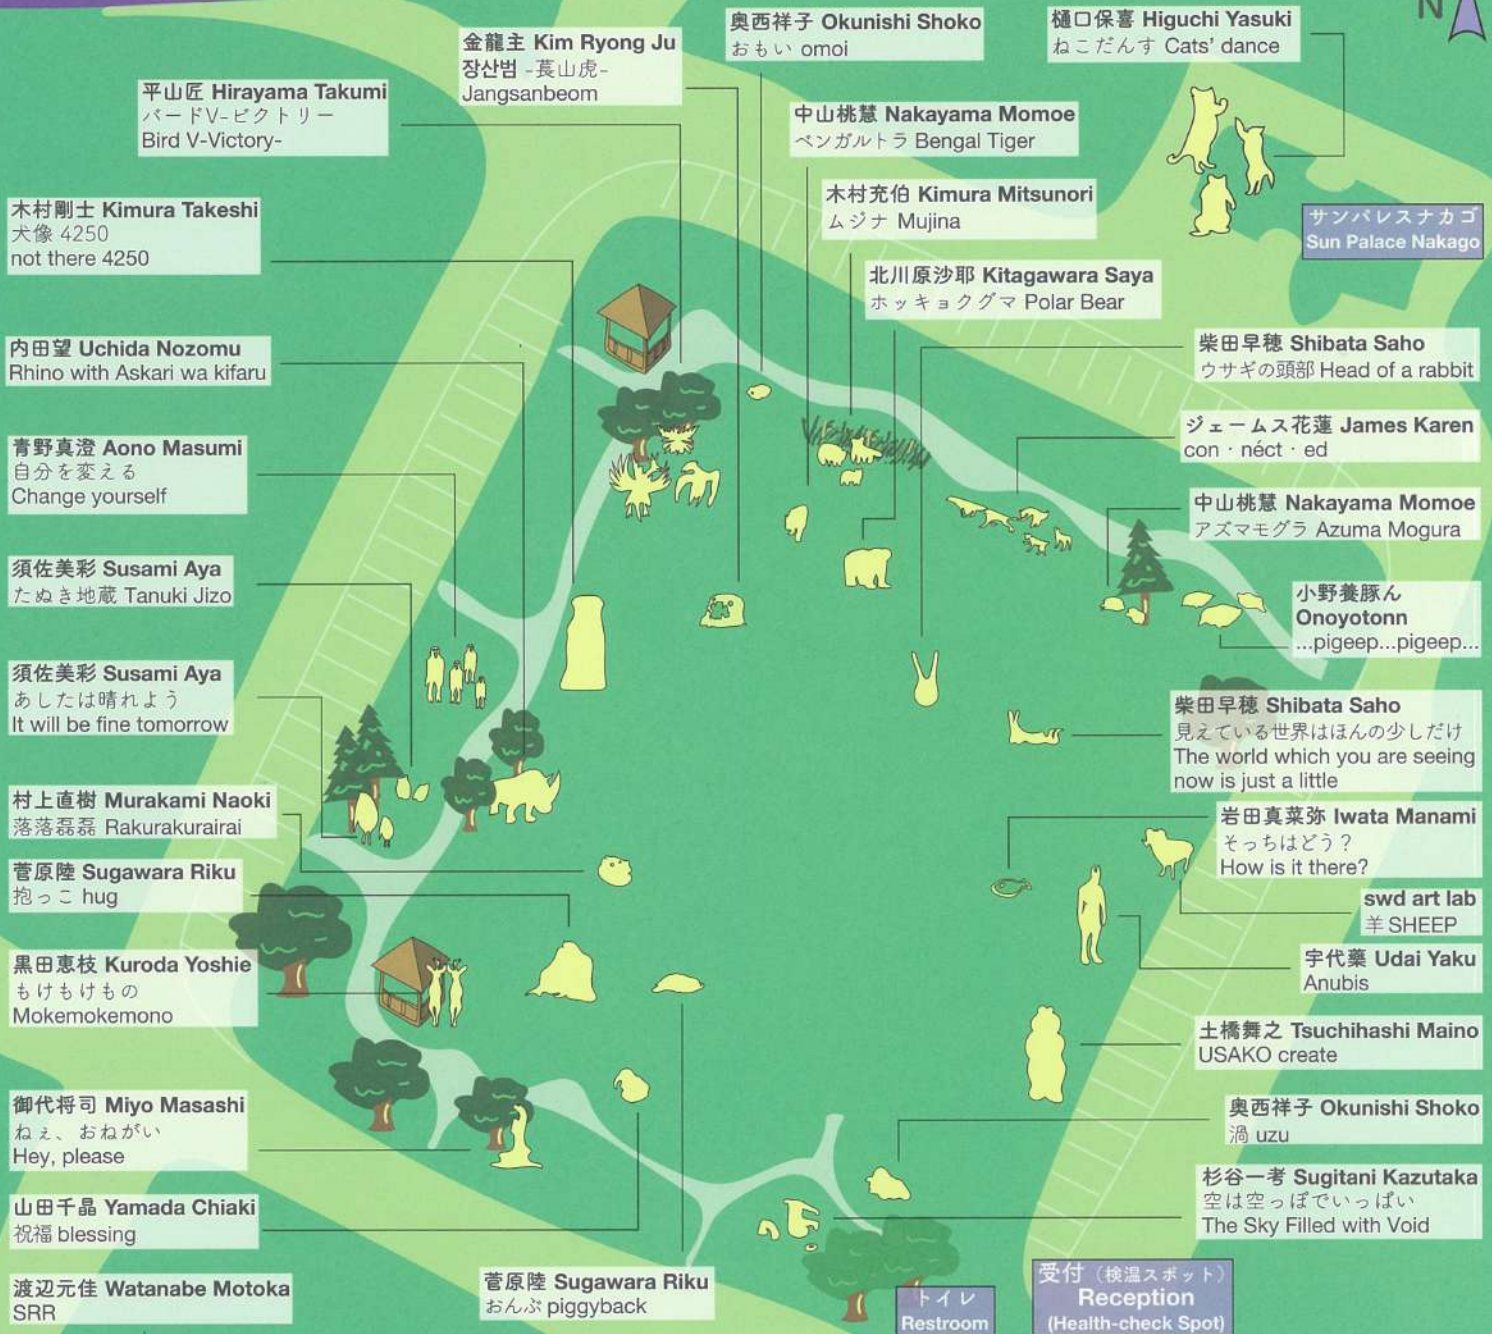 N
奥西祥子 Okunishi Shoko
おもい omoi
樋口保喜 Higuchi Yasuki
ねこだんす Cats' dance
金龍主 Kim Ryong Ju
장산범 -萇山虎-
Jangsanbeom
平山匠 Hirayama Takumi
バードV-ビクトリー
Bird V-Victory-
中山桃慧 Nakayama Momoe
ベンガルトラ Bengal Tiger
木村充伯 Kimura Mitsunori
ムジナ Mujina
木村剛士 Kimura Takeshi
犬像 4250
not there 4250
サンパレスナカゴ
Sun Palace Nakago
北川原沙耶 Kitagawara Saya
ホッキョクグマ Polar Bear
内田望 Uchida Nozomu
Rhino with Askari wa kifaru
柴田早穂 Shibata Saho
ウサギの頭部 Head of a rabbit
青野真澄 Aono Masumi
自分を変える
Change yourself
ジェームス花蓮 James Karen
con · néct · ed
中山桃慧 Nakayama Momoe
アズマモグラ Azuma Mogura
須佐美彩 Susami Aya
たぬき地蔵 Tanuki Jizo
小野養豚ん
Onoyotonn
...pigeep...pigeep...
須佐美彩 Susami Aya
あしたは晴れよう
It will be fine tomorrow
柴田早穂 Shibata Saho
見えている世界はほんの少しだけ
The world which you are seeing
now is just a little
村上直樹 Murakami Naoki
落落磊磊 Rakurakurairai
岩田真菜弥 Iwata Manami
そっちはどう？
How is it there?
菅原陸 Sugawara Riku
抱っこ hug
swd art lab
羊 SHEEP
黒田恵枝 Kuroda Yoshie
もけもけもの
Mokemokemono
宇代薬 Udai Yaku
Anubis
土橋舞之 Tsuchihashi Maino
USAKO create
御代将司 Miyo Masashi
ねぇ、おねがい
Hey, please
奥西祥子 Okunishi Shoko
渦 uzu
杉谷一考 Sugitani Kazutaka
空は空っぽでいっぱい
The Sky Filled with Void
山田千晶 Yamada Chiaki
祝福 blessing
渡辺元佳 Watanabe Motoka
SRR
菅原陸 Sugawara Riku
おんぶ piggyback
トイレ
Restroom
受付（検温スポット）
Reception
(Health-check Spot)